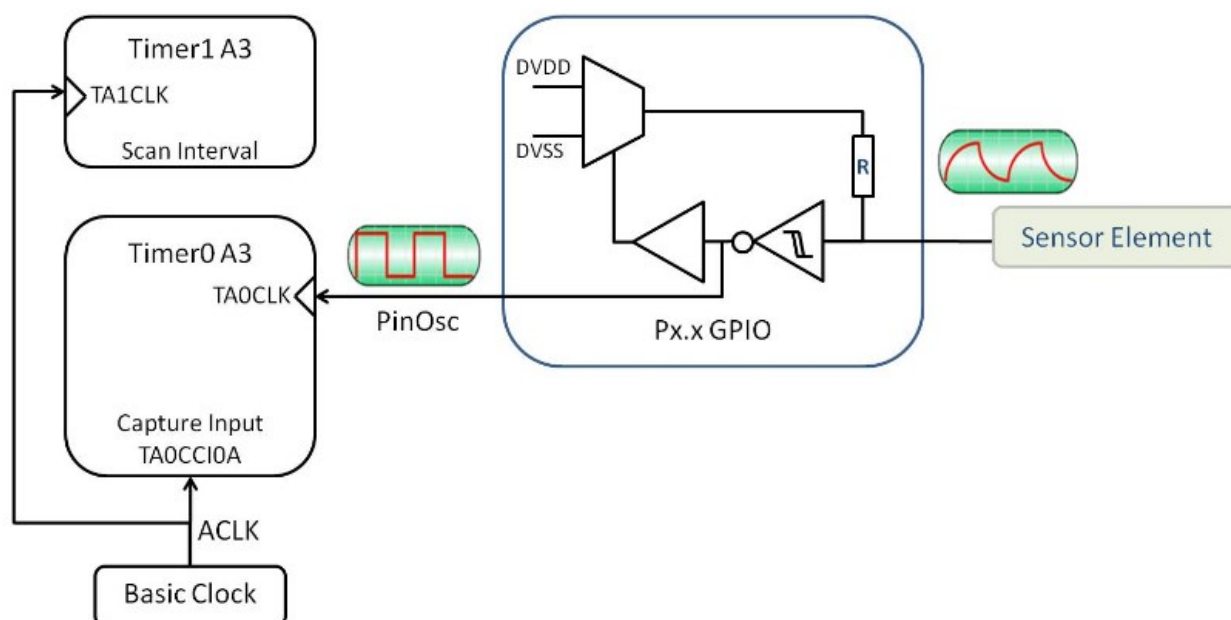 Timer1 A3
TA1CLK
Scan Interval
Timer0 A3
TA0CLK
Capture Input
TA0CCI0A
ACLK
Basic Clock
PinOsc
DVDD
DVSS
R
Px.x GPIO
Sensor Element